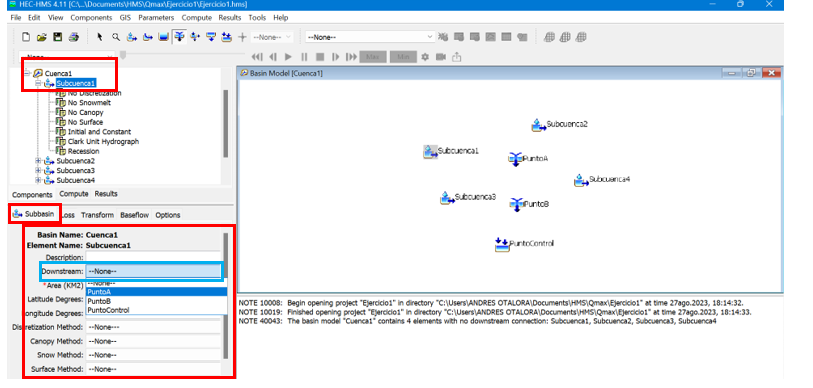 HEC-HMS 4.11 [C:\...\Documents\HMS\Qmax\Ejercicio1\Ejercicio1.hms]
File Edit View Components GIS Parameters Compute Results Tools Help
--None--
--None--
--None--
Cuenca1
Subcuenca1
No Discretization
No Snowmelt
No Canopy
No Surface
Initial and Constant
Clark Unit Hydrograph
Recession
Subcuenca2
Subcuenca3
Subcuenca4
Components Compute Results
Subbasin Loss Transform Baseflow Options
Basin Name: Cuenca1
Element Name: Subcuenca1
Description:
Downstream: --None--
--None--
*Area (KM2)
PuntoA
Latitude Degrees:
PuntoB
Longitude Degrees:
PuntoControl
Discretization Method: --None--
Canopy Method: --None--
Snow Method: --None--
Surface Method: --None--
Basin Model [Cuenca1]
Subcuenca2
Subcuenca1
PuntoA
Subcuenca4
Subcuenca3
PuntoB
PuntoControl
NOTE 10008: Begin opening project "Ejercicio1" in directory "C:\Users\ANDRES OTALORA\Documents\HMS\Qmax\Ejercicio1" at time 27ago.2023, 18:14:32.
NOTE 10019: Finished opening project "Ejercicio1" in directory "C:\Users\ANDRES OTALORA\Documents\HMS\Qmax\Ejercicio1" at time 27ago.2023, 18:14:33.
NOTE 40043: The basin model "Cuenca1" contains 4 elements with no downstream connection: Subcuenca1, Subcuenca2, Subcuenca3, Subcuenca4